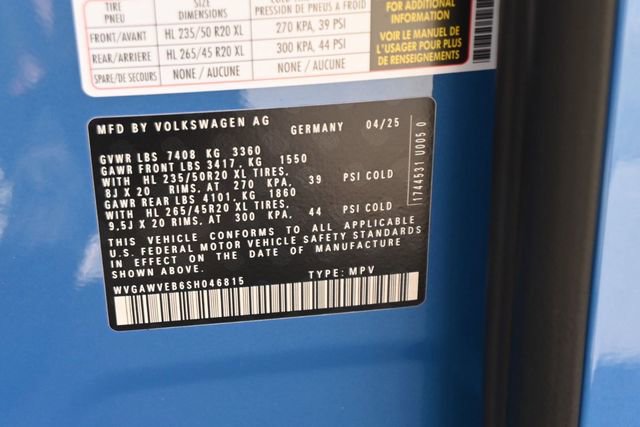 TIRE SIZE COLD TIRE
PNEU DIMENSIONS PRESSION DE PNEUS A FROID
FRONT/AVANT HL 235/50 R20 XL 270 KPA, 39 PSI
REAR/ARRIERE HL 265/45 R20 XL 300 KPA, 44 PSI
SPARE/DE SECOURS NONE / AUCUNE NONE / AUCUNE
FOR ADDITIONAL
INFORMATION
VOIR LE MANUEL DE
L'USAGER POUR PLUS
DE RENSEIGNEMENTS
MFD BY VOLKSWAGEN AG GERMANY 04/25
GVWR LBS 7408 KG 3360
GAWR FRONT LBS 3417, KG 1550
WITH HL 235/50R20 XL TIRES,
8J X 20 RIMS, AT 270 KPA, 39 PSI COLD
GAWR REAR LBS 4101, KG 1860
WITH HL 265/45R20 XL TIRES,
9.5J X 20 RIMS. AT 300 KPA, 44 PSI COLD
THIS VEHICLE CONFORMS TO ALL APPLICABLE
U.S. FEDERAL MOTOR VEHICLE SAFETY STANDARDS
IN EFFECT ON THE DATE OF MANUFACTURE
SHOWN ABOVE.
WVGAWVEB6SH046815 TYPE: MPV
1744531 U005 0